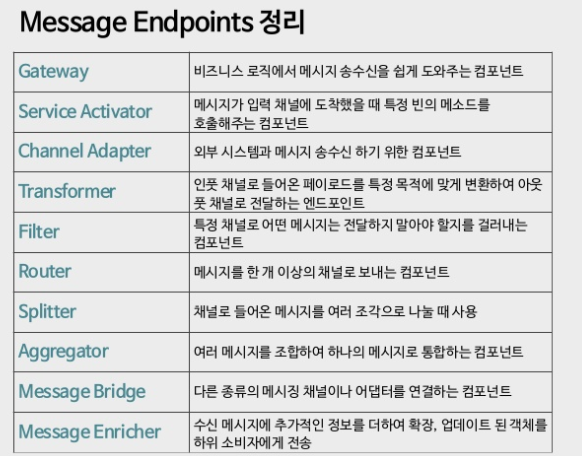 Message Endpoints 정리
Gateway
비즈니스 로직에서 메시지 송수신을 쉽게 도와주는 컴포넌트
Service Activator
메시지가 입력 채널에 도착했을 때 특정 빈의 메소드를
호출해주는 컴포넌트
Channel Adapter
외부 시스템과 메시지 송수신 하기 위한 컴포넌트
Transformer
인풋 채널로 들어온 페이로드를 특정 목적에 맞게 변환하여 아웃
풋 채널로 전달하는 엔드포인트
Filter
특정 채널로 어떤 메시지는 전달하지 말아야 할지를 걸러내는
컴포넌트
Router
메시지를 한 개 이상의 채널로 보내는 컴포넌트
Splitter
채널로 들어온 메시지를 여러 조각으로 나눌 때 사용
Aggregator
여러 메시지를 조합하여 하나의 메시지로 통합하는 컴포넌트
Message Bridge
다른 종류의 메시징 채널이나 어댑터를 연결하는 컴포넌트
Message Enricher
수신 메시지에 추가적인 정보를 더하여 확장, 업데이트 된 객체를
하위 소비자에게 전송